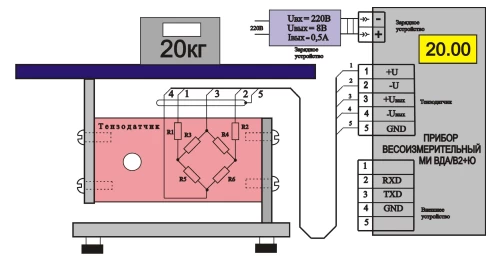 20кг
220В
Uвх = 220В
Uвых = 8В
Iвых - 0,5А
Зарядное
устройство
-
+
Зарядное
устройство
20.00
4 1 3 2 5
Тензодатчик
R1
R3
R4
R2
R5
R6
1
2
3
4
5
1 +U
2 -U
3 +Uвых
4 -Uвых
5 GND
Тензодатчик
ПРИБОР
ВЕСОИЗМЕРИТЕЛЬНЫЙ
МИ ВДА/В2+Ю
1
2 RXD
3 TXD
4 GND
5
Внешнее
устройство